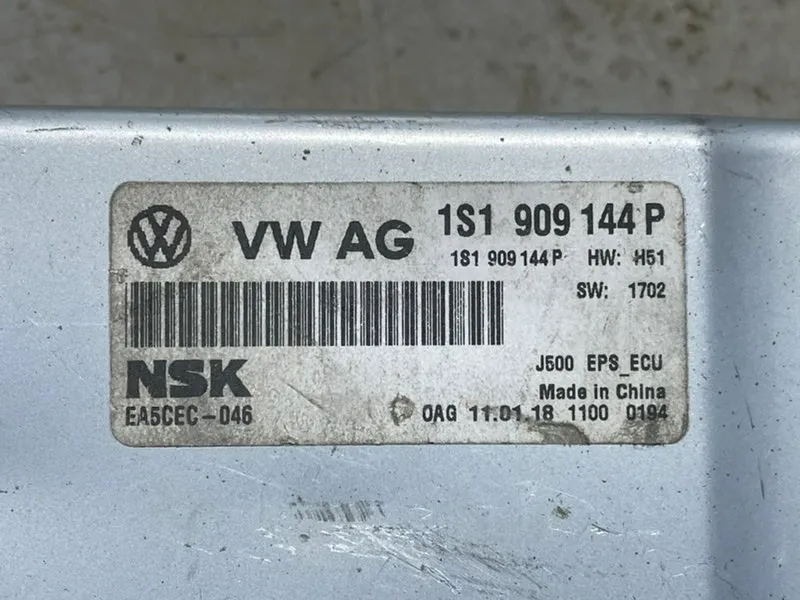 VW AG 1S1 909 144 P
1S1 909 144 P HW: H51
SW: 1702
NSK J500 EPS_ECU
Made in China
EA5CEC-046 0AG 11.01.18 1100 0194